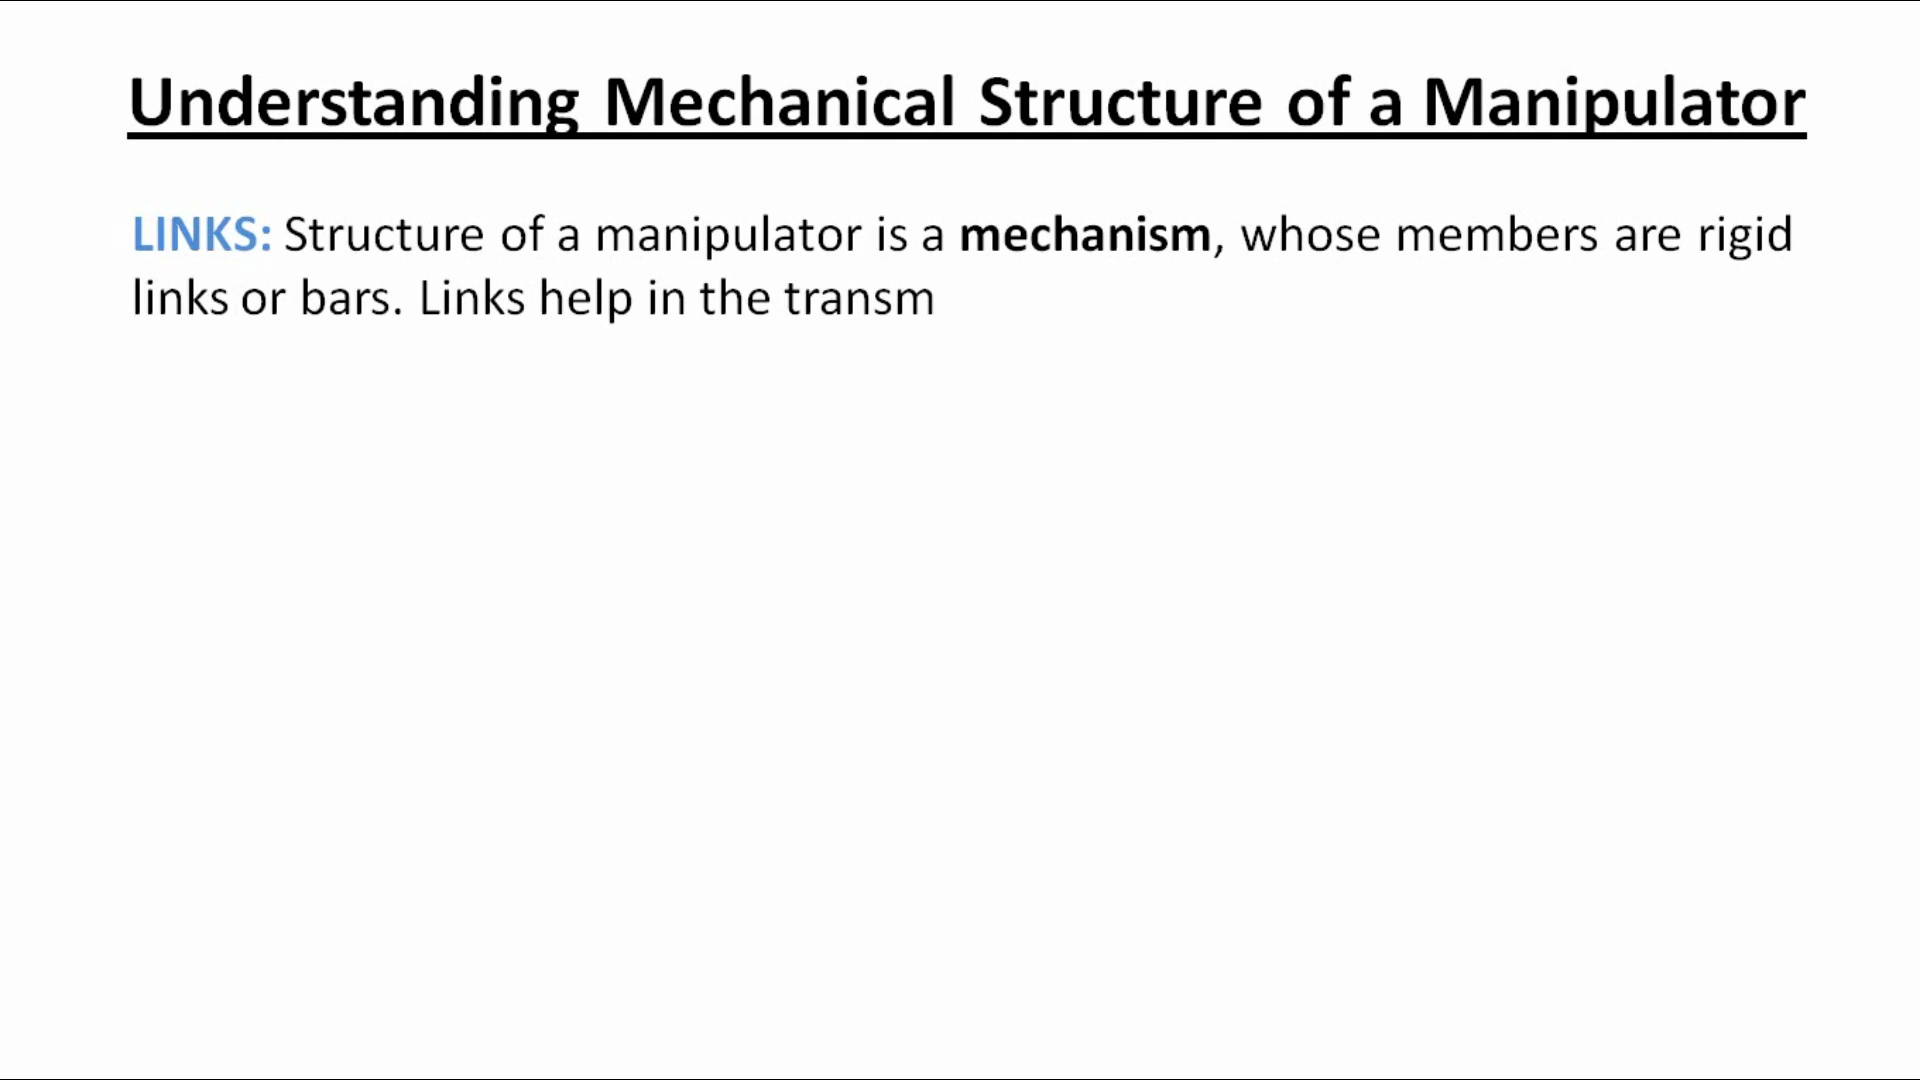 Understanding Mechanical Structure of a Manipulator
LINKS: Structure of a manipulator is a mechanism, whose members are rigid
links or bars. Links help in the transm